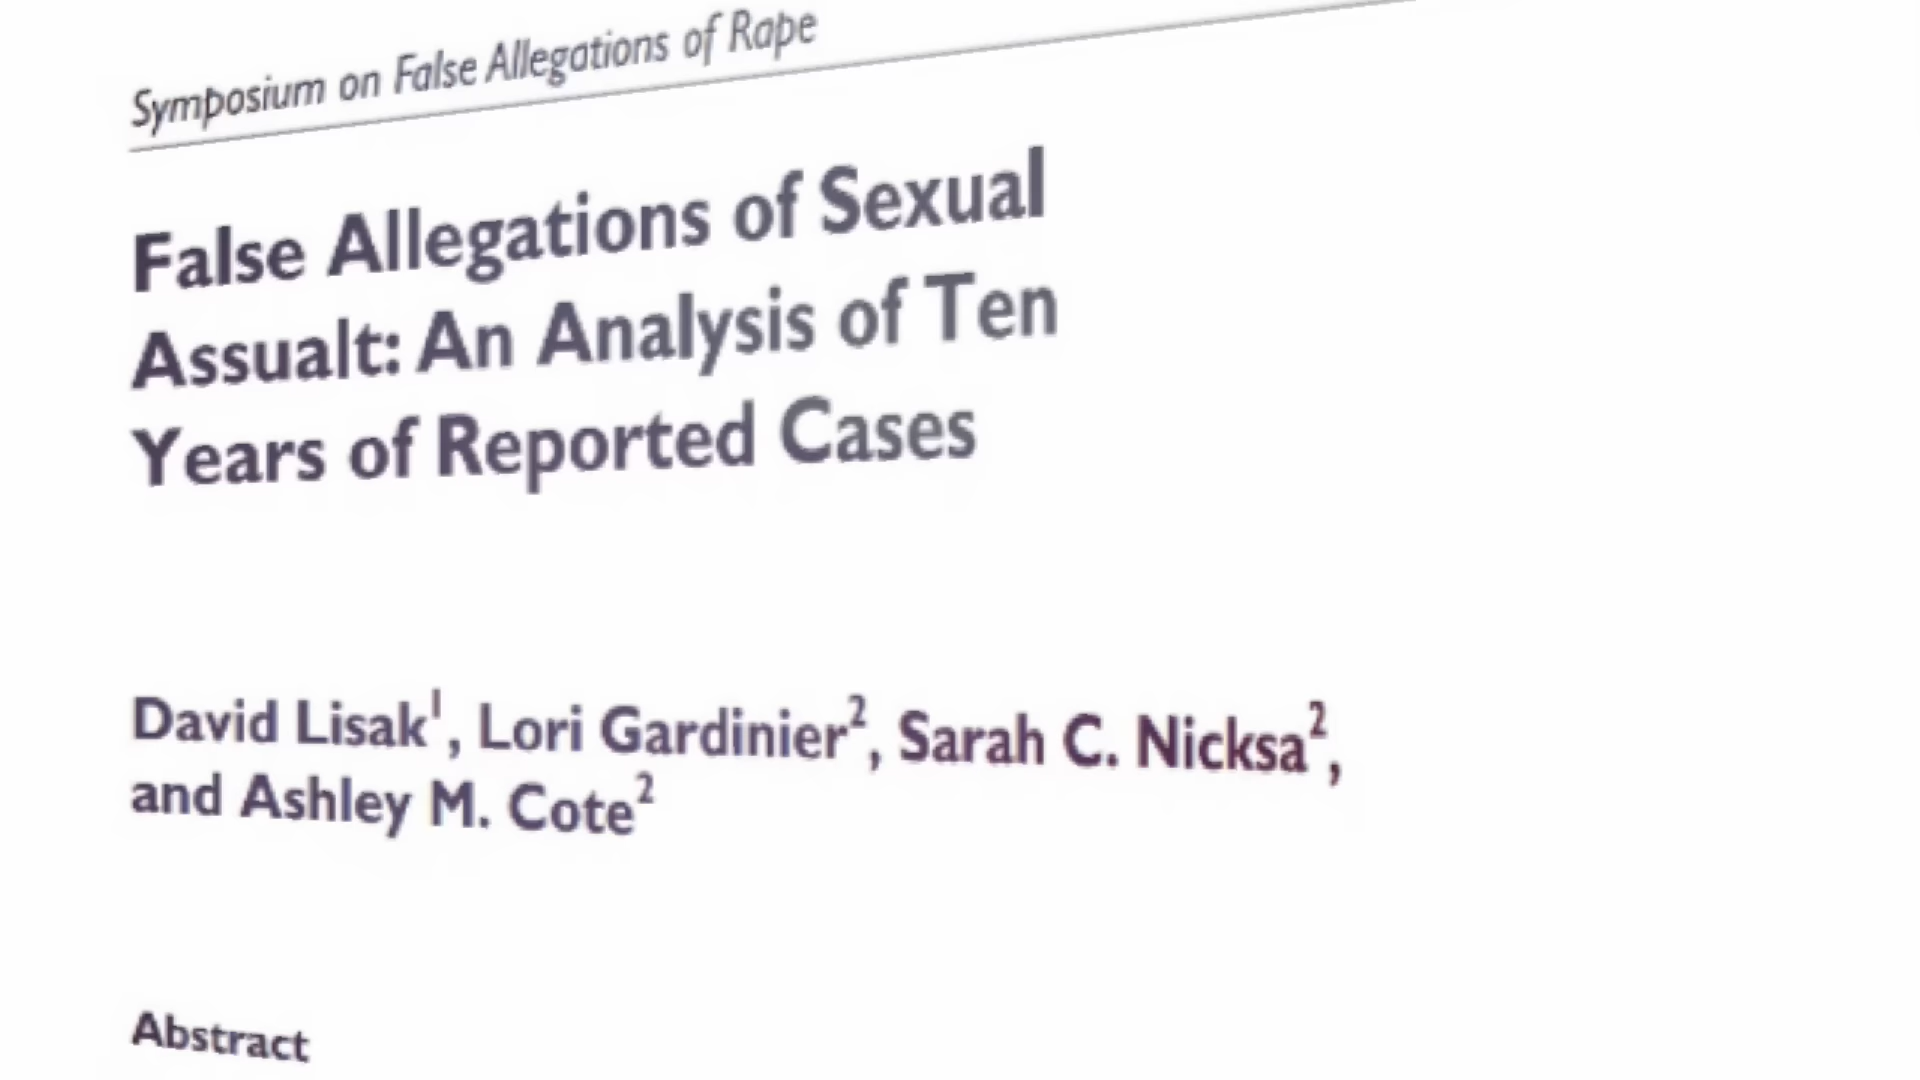 Symposium on False Allegations of Rape
False Allegations of Sexual
Assualt: An Analysis of Ten
Years of Reported Cases
David Lisak¹, Lori Gardinier², Sarah C. Nicksa²,
and Ashley M. Cote²
Abstract